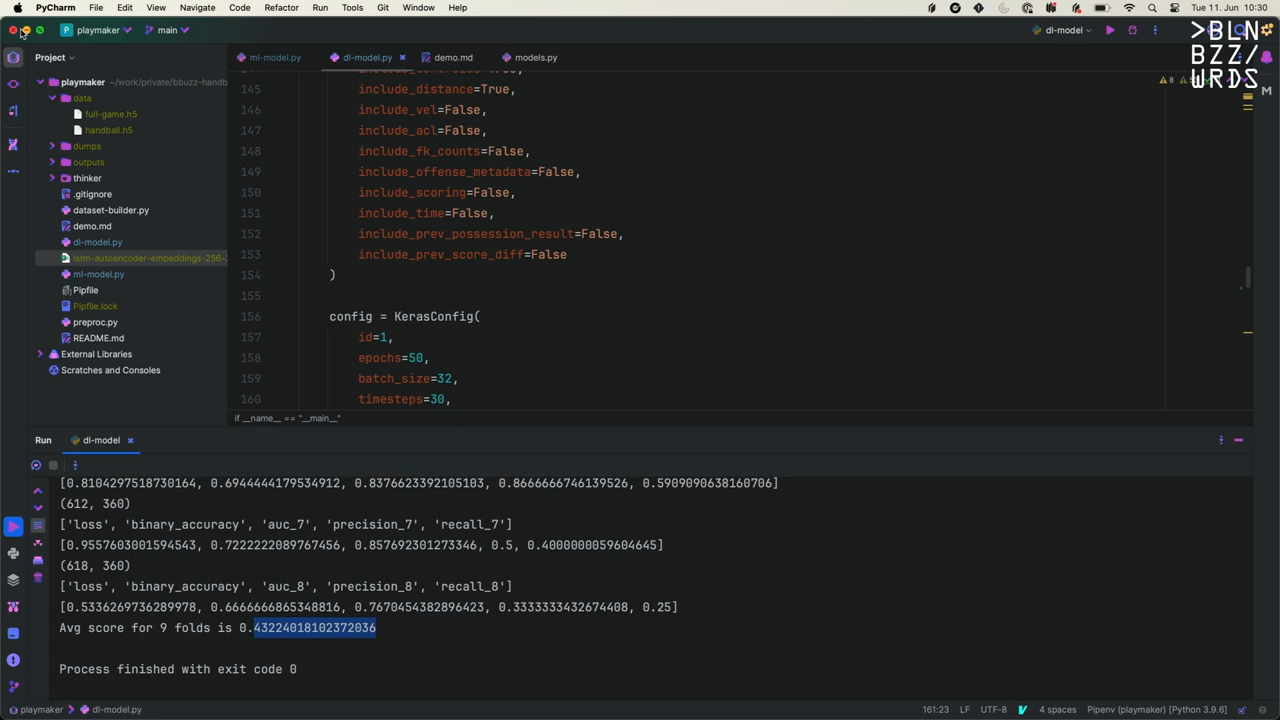 PyCharm File Edit View Navigate Code Refactor Run Tools Git Window Help Tue 11. Jun 10:30
P playmaker main dl-model
>BLN
BZZ/
WRDS
Project
ml-model.py dl-model.py demo.md models.py
playmaker ~/work/private/bbuzz-handb
data
full-game.h5
handball.h5
dumps
outputs
thinker
.gitignore
dataset-builder.py
demo.md
dl-model.py
lstm-autoencoder-embeddings-256-
ml-model.py
Pipfile
Pipfile.lock
preproc.py
README.md
External Libraries
Scratches and Consoles
8
145 include_distance=True,
146 include_vel=False,
147 include_acl=False,
148 include_fk_counts=False,
149 include_offense_metadata=False,
150 include_scoring=False,
151 include_time=False,
152 include_prev_possession_result=False,
153 include_prev_score_diff=False
154 )
155
156 config = KerasConfig(
157 id=1,
158 epochs=50,
159 batch_size=32,
160 timesteps=30,
if __name__ == "__main__"
Run dl-model
[0.8104297518730164, 0.6944444179534912, 0.8376623392105103, 0.8666666746139526, 0.5909090638160706]
(612, 360)
['loss', 'binary_accuracy', 'auc_7', 'precision_7', 'recall_7']
[0.9557603001594543, 0.7222222089767456, 0.857692301273346, 0.5, 0.4000000059604645]
(618, 360)
['loss', 'binary_accuracy', 'auc_8', 'precision_8', 'recall_8']
[0.5336269736289978, 0.6666666865348816, 0.7670454382896423, 0.3333333432674408, 0.25]
Avg score for 9 folds is 0.43224018102372036
Process finished with exit code 0
playmaker dl-model.py 161:23 LF UTF-8 4 spaces Pipenv (playmaker) [Python 3.9.6]